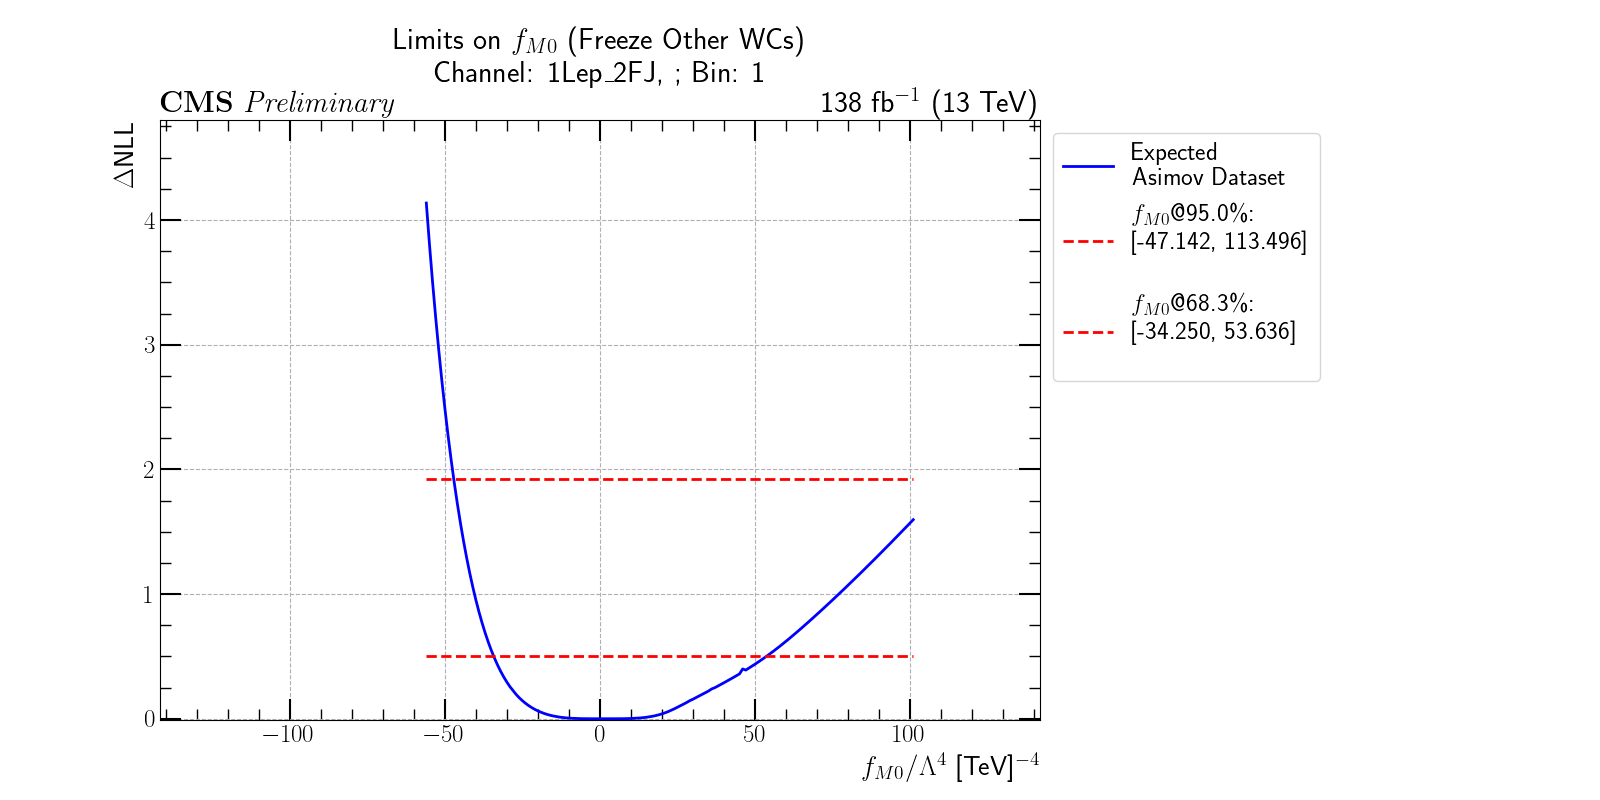 Limits on f_{M0} (Freeze Other WCs)
Channel: 1Lep_2FJ, ; Bin: 1
CMS Preliminary
138 fb^{−1} (13 TeV)
ΔNLL
4
3
2
1
0
−100
−50
0
50
100
f_{M0}/Λ^4 [TeV]^{−4}
Expected
Asimov Dataset
f_{M0}@95.0%:
[-47.142, 113.496]
f_{M0}@68.3%:
[-34.250, 53.636]